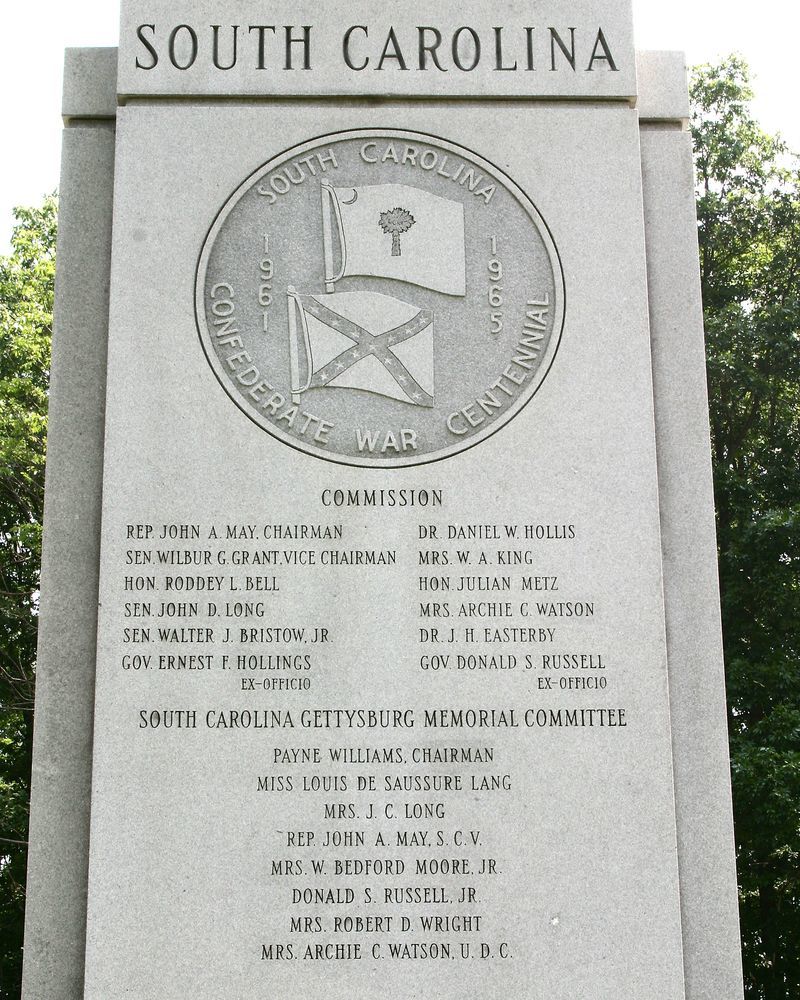 SOUTH CAROLINA
SOUTH CAROLINA
1961
1965
CONFEDERATE WAR CENTENNIAL
COMMISSION
REP. JOHN A. MAY, CHAIRMAN
SEN. WILBUR G. GRANT, VICE CHAIRMAN
HON. RODDEY L. BELL
SEN. JOHN D. LONG
SEN. WALTER J. BRISTOW, JR.
GOV. ERNEST F. HOLLINGS
EX-OFFICIO
DR. DANIEL W. HOLLIS
MRS. W. A. KING
HON. JULIAN METZ
MRS. ARCHIE C. WATSON
DR. J. H. EASTERBY
GOV. DONALD S. RUSSELL
EX-OFFICIO
SOUTH CAROLINA GETTYSBURG MEMORIAL COMMITTEE
PAYNE WILLIAMS, CHAIRMAN
MISS LOUIS DE SAUSSURE LANG
MRS. J. C. LONG
REP. JOHN A. MAY, S. C. V.
MRS. W. BEDFORD MOORE, JR.
DONALD S. RUSSELL, JR.
MRS. ROBERT D. WRIGHT
MRS. ARCHIE C. WATSON, U. D. C.